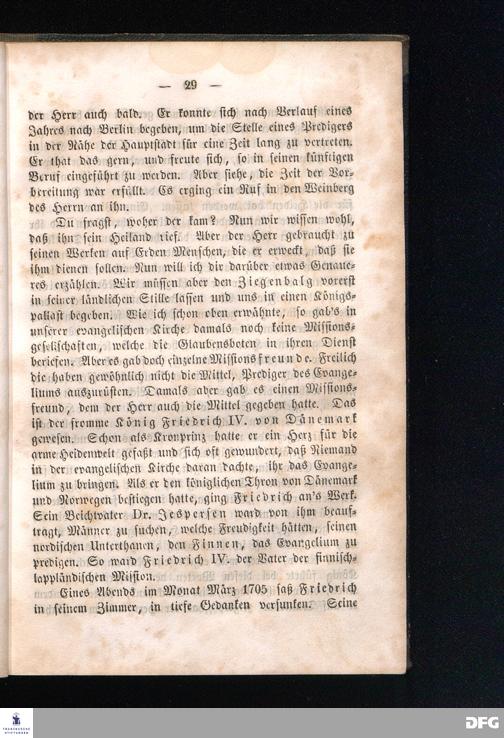 — 29 —
der Herr auch bald. Er konnte sich nach Verlauf eines
Jahres nach Berlin begeben, um die Stelle eines Predigers
in der Nähe der Hauptstadt für eine Zeit lang zu vertreten.
Er that das gern, und freute sich, so in seinen künftigen
Beruf eingeführt zu werden. Aber siehe, die Zeit der Vor-
bereitung war erfüllt. Es erging ein Ruf in den Weinberg
des Herrn an ihn.
Du fragst, woher der kam? Nun wir wissen wohl,
daß ihn sein Heiland rief. Aber der Herr gebraucht zu
seinen Werken auf Erden Menschen, die er erweckt, daß sie
ihm dienen sollen. Nun will ich dir darüber etwas Genaue-
res erzählen. Wir müssen aber den Ziegenbalg vorerst
in seiner ländlichen Stille lassen und uns in einen Königs-
pallast begeben. Wie ich schon oben erwähnte, so gab's in
unserer evangelischen Kirche damals noch keine Missions-
gesellschaften, welche die Glaubensboten in ihren Dienst
beriefen. Aber es gab doch einzelne Missionsfreunde. Freilich
die haben gewöhnlich nicht die Mittel, Prediger des Evange-
liums auszurüsten. Damals aber gab es einen Missions-
freund, dem der Herr auch die Mittel gegeben hatte. Das
ist der fromme König Friedrich IV. von Dänemark
gewesen. Schon als Kronprinz hatte er ein Herz für die
arme Heidenwelt gefaßt und sich oft gewundert, daß Niemand
in der evangelischen Kirche daran dachte, ihr das Evange-
lium zu bringen. Als er den königlichen Thron von Dänemark
und Norwegen bestiegen hatte, ging Friedrich an's Werk.
Sein Beichtvater Dr. Jespersen ward von ihm beauf-
tragt, Männer zu suchen, welche Freudigkeit hätten, seinen
nordischen Unterthanen, den Finnen, das Evangelium zu
predigen. So ward Friedrich IV. der Vater der finnisch-
lappländischen Mission.
Eines Abends im Monat März 1705 saß Friedrich
in seinem Zimmer, in tiefe Gedanken versunken. Seine
FRANCKESCHE
STIFTUNGEN
DFG